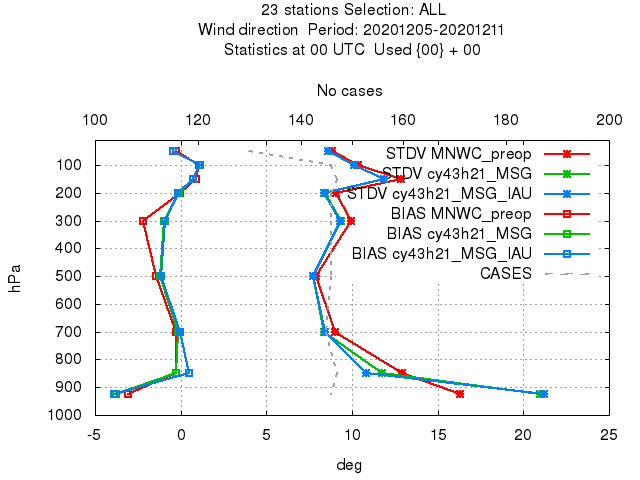 23 stations Selection: ALL
Wind direction  Period: 20201205-20201211
Statistics at 00 UTC  Used {00} + 00
No cases
100 120 140 160 180 200
STDV MNWC_preop
STDV cy43h21_MSG
STDV cy43h21_MSG_IAU
BIAS MNWC_preop
BIAS cy43h21_MSG
BIAS cy43h21_MSG_IAU
CASES
hPa
100
200
300
400
500
600
700
800
900
1000
-5 0 5 10 15 20 25
deg